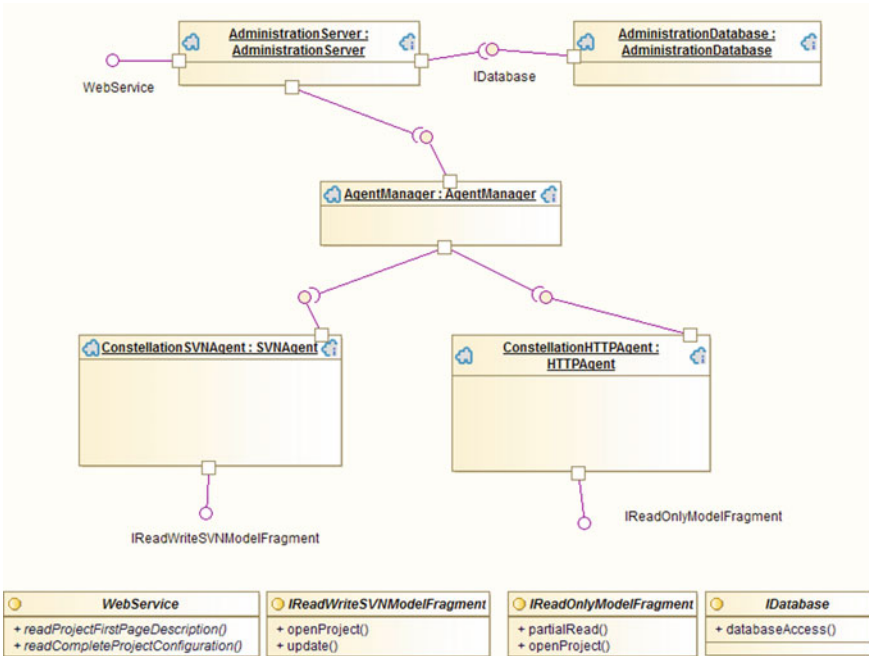 AdministrationServer :
AdministrationServer
AdministrationDatabase :
AdministrationDatabase
WebService
IDatabase
AgentManager : AgentManager
ConstellationSVNAgent : SVNAgent
ConstellationHTTPAgent :
HTTPAgent
IReadWriteSVNModelFragment
IReadOnlyModelFragment
WebService
+ readProjectFirstPageDescription()
+ readCompleteProjectConfiguration()
IReadWriteSVNModelFragment
+ openProject()
+ update()
IReadOnlyModelFragment
+ partialRead()
+ openProject()
IDatabase
+ databaseAccess()